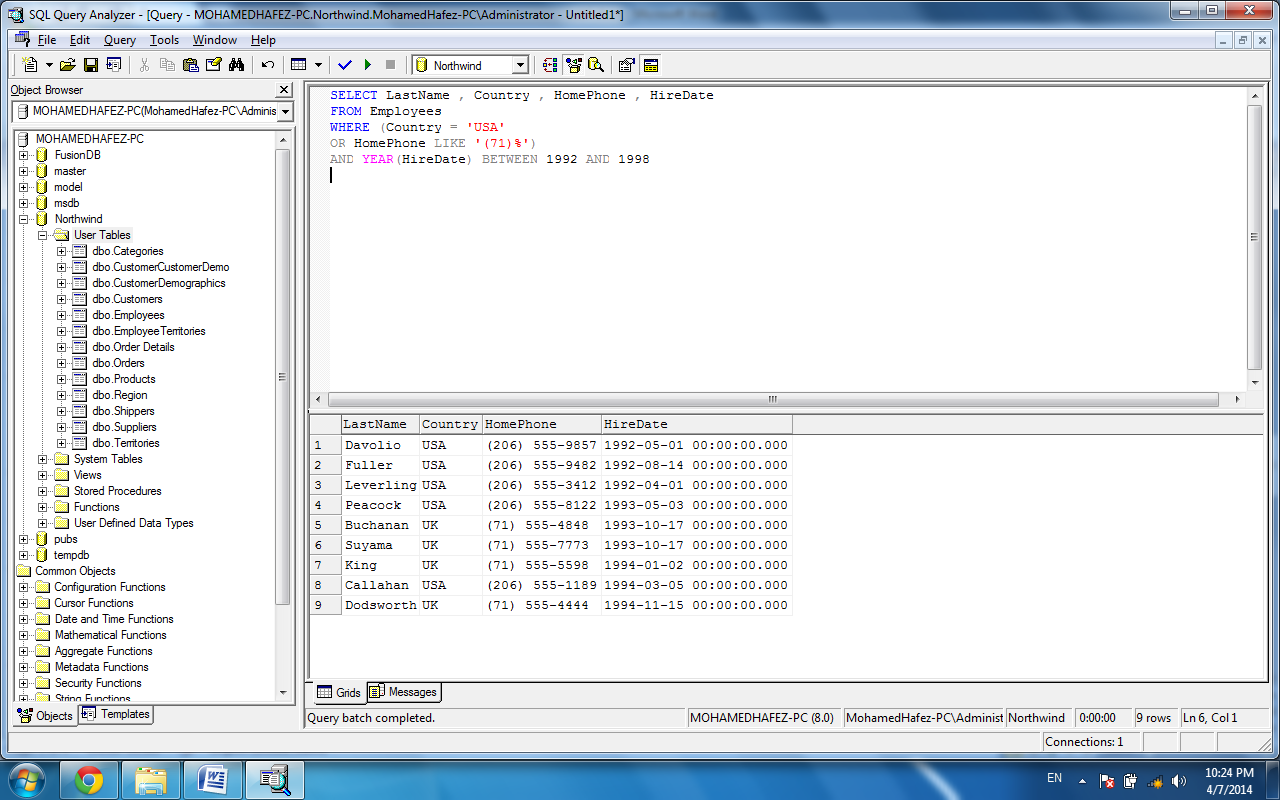 SQL Query Analyzer - [Query - MOHAMEDHAFEZ-PC.Northwind.MohamedHafez-PC\Administrator - Untitled1*]
File Edit Query Tools Window Help
Northwind
Object Browser
MOHAMEDHAFEZ-PC(MohamedHafez-PC\Adminis
MOHAMEDHAFEZ-PC
FusionDB
master
model
msdb
Northwind
User Tables
dbo.Categories
dbo.CustomerCustomerDemo
dbo.CustomerDemographics
dbo.Customers
dbo.Employees
dbo.EmployeeTerritories
dbo.Order Details
dbo.Orders
dbo.Products
dbo.Region
dbo.Shippers
dbo.Suppliers
dbo.Territories
System Tables
Views
Stored Procedures
Functions
User Defined Data Types
pubs
tempdb
Common Objects
Configuration Functions
Cursor Functions
Date and Time Functions
Mathematical Functions
Aggregate Functions
Metadata Functions
Security Functions
String Functions
Objects Templates
SELECT LastName , Country , HomePhone , HireDate
FROM Employees
WHERE (Country = 'USA'
OR HomePhone LIKE '(71)%')
AND YEAR(HireDate) BETWEEN 1992 AND 1998
LastName Country HomePhone HireDate
1 Davolio USA (206) 555-9857 1992-05-01 00:00:00.000
2 Fuller USA (206) 555-9482 1992-08-14 00:00:00.000
3 Leverling USA (206) 555-3412 1992-04-01 00:00:00.000
4 Peacock USA (206) 555-8122 1993-05-03 00:00:00.000
5 Buchanan UK (71) 555-4848 1993-10-17 00:00:00.000
6 Suyama UK (71) 555-7773 1993-10-17 00:00:00.000
7 King UK (71) 555-5598 1994-01-02 00:00:00.000
8 Callahan USA (206) 555-1189 1994-03-05 00:00:00.000
9 Dodsworth UK (71) 555-4444 1994-11-15 00:00:00.000
Grids Messages
Query batch completed. MOHAMEDHAFEZ-PC (8.0) MohamedHafez-PC\Administ Northwind 0:00:00 9 rows Ln 6, Col 1
Connections: 1
EN 10:24 PM
4/7/2014